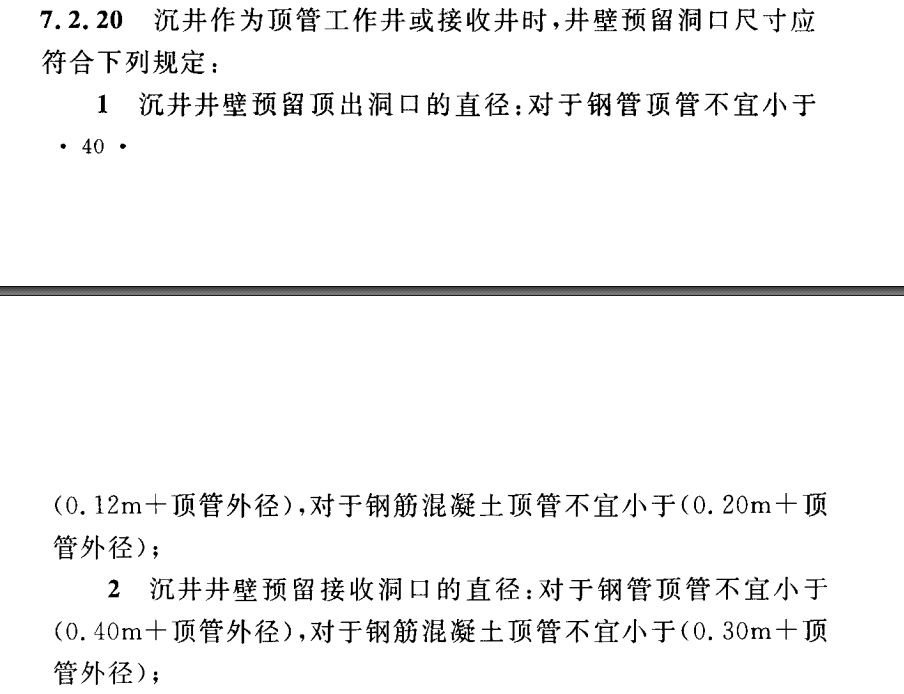 7.2.20 沉井作为顶管工作井或接收井时,井壁预留洞口尺寸应
符合下列规定:
1 沉井井壁预留顶出洞口的直径:对于钢管顶管不宜小于
· 40 ·
(0.12m+顶管外径),对于钢筋混凝土顶管不宜小于(0.20m+顶
管外径);
2 沉井井壁预留接收洞口的直径:对于钢管顶管不宜小于
(0.40m+顶管外径),对于钢筋混凝土顶管不宜小于(0.30m+顶
管外径);